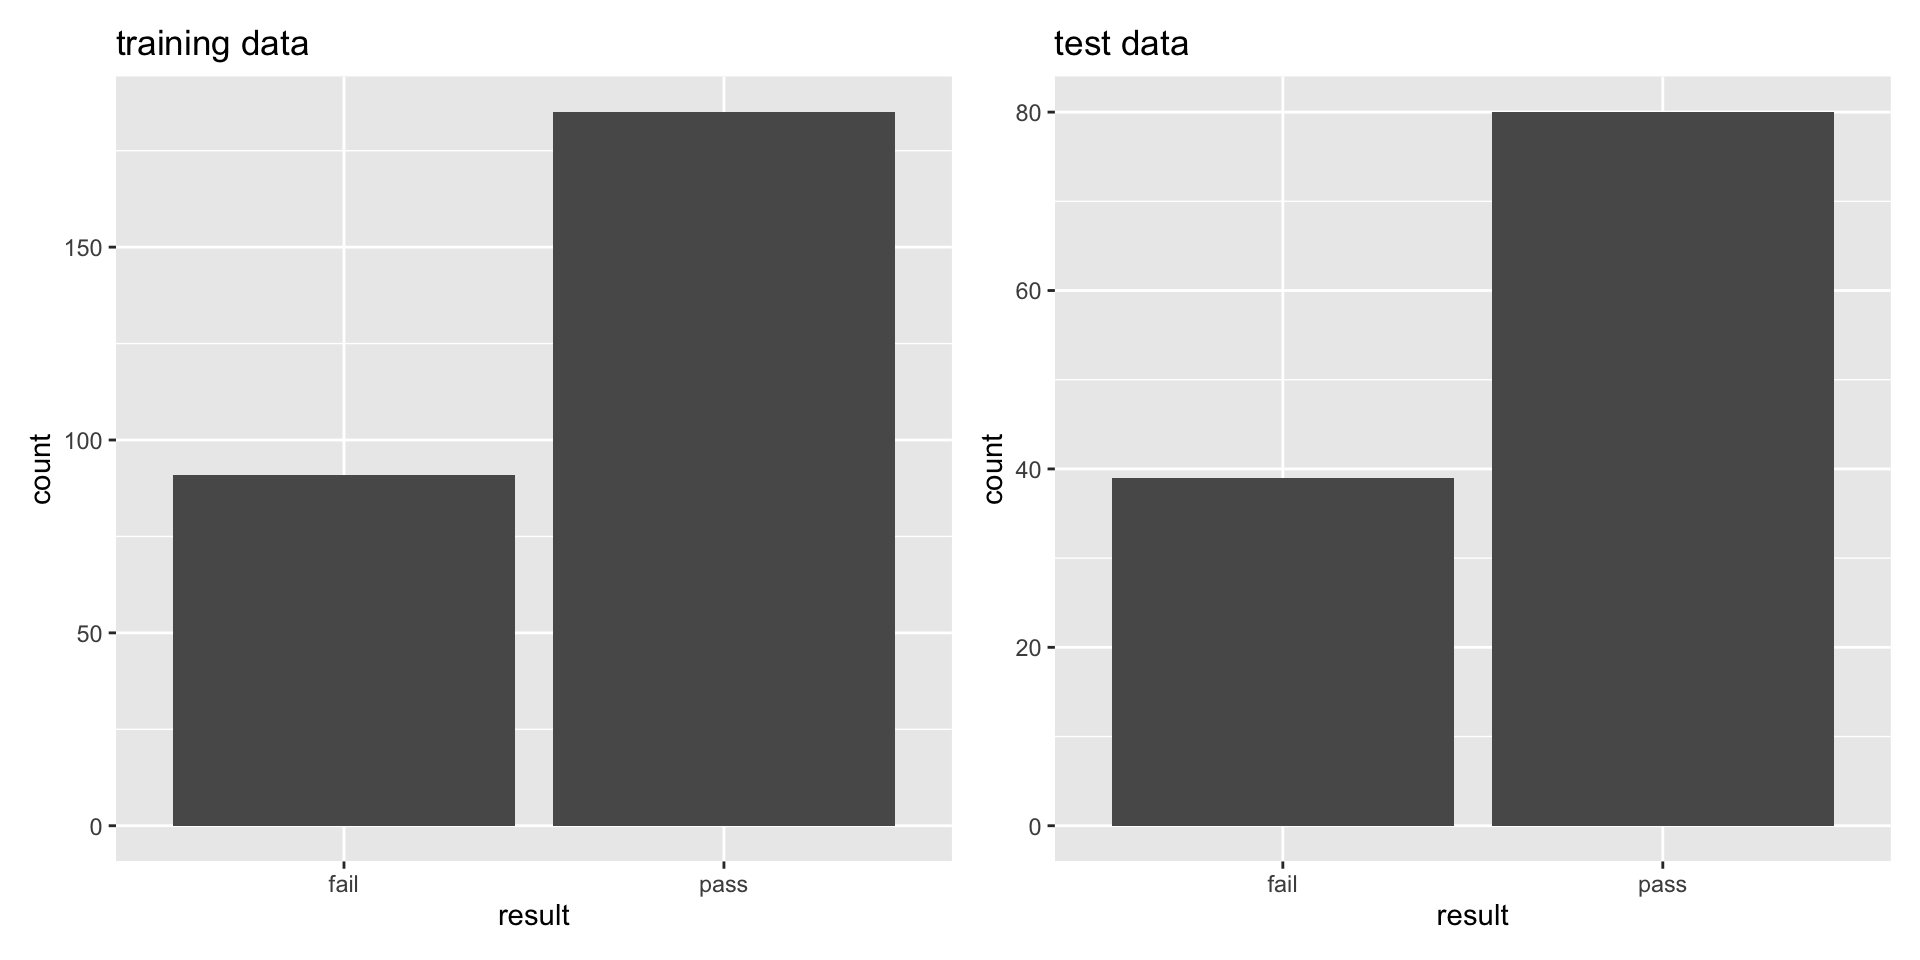 training data
150
100
50
0
count
fail
pass
result
test data
80
60
40
20
0
count
fail
pass
result